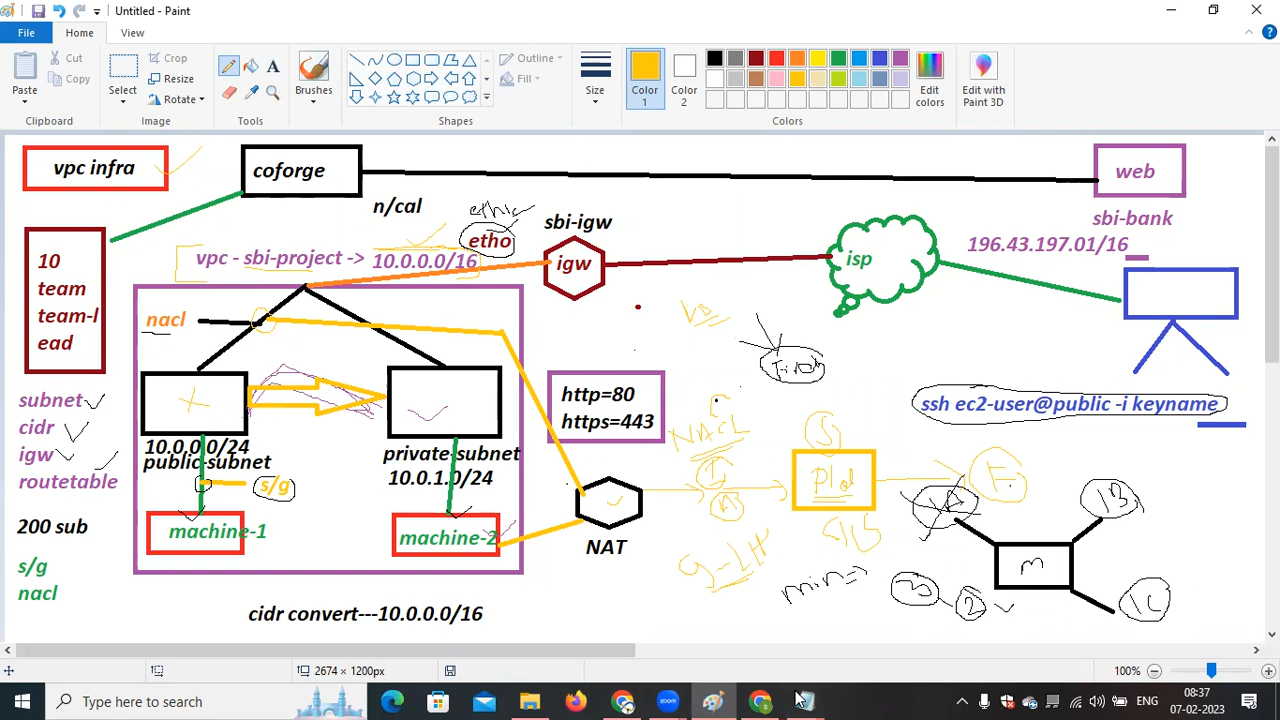 Untitled - Paint
File
Home
View
Paste
Cut
Copy
Clipboard
Select
Crop
Resize
Rotate
Image
Tools
Brushes
Shapes
Outline
Fill
Size
Color 1
Color 2
Colors
Edit colors
Edit with Paint 3D
vpc infra
coforge
web
n/cal
ethic
sbi-igw
sbi-bank
196.43.197.01/16
vpc - sbi-project -> 10.0.0.0/16
etho
igw
isp
10
team
team-l
ead
nacl
http=80
https=443
ssh ec2-user@public -i keyname
subnet
cidr
igw
routetable
10.0.0.0/24
public-subnet
private-subnet
10.0.1.0/24
s/g
NACL
S
machine-1
machine-2
NAT
1B
m
min=>
2
1C
200 sub
s/g
nacl
cidr convert---10.0.0.0/16
2674 × 1200px
100%
Type here to search
ENG
08:37
07-02-2023